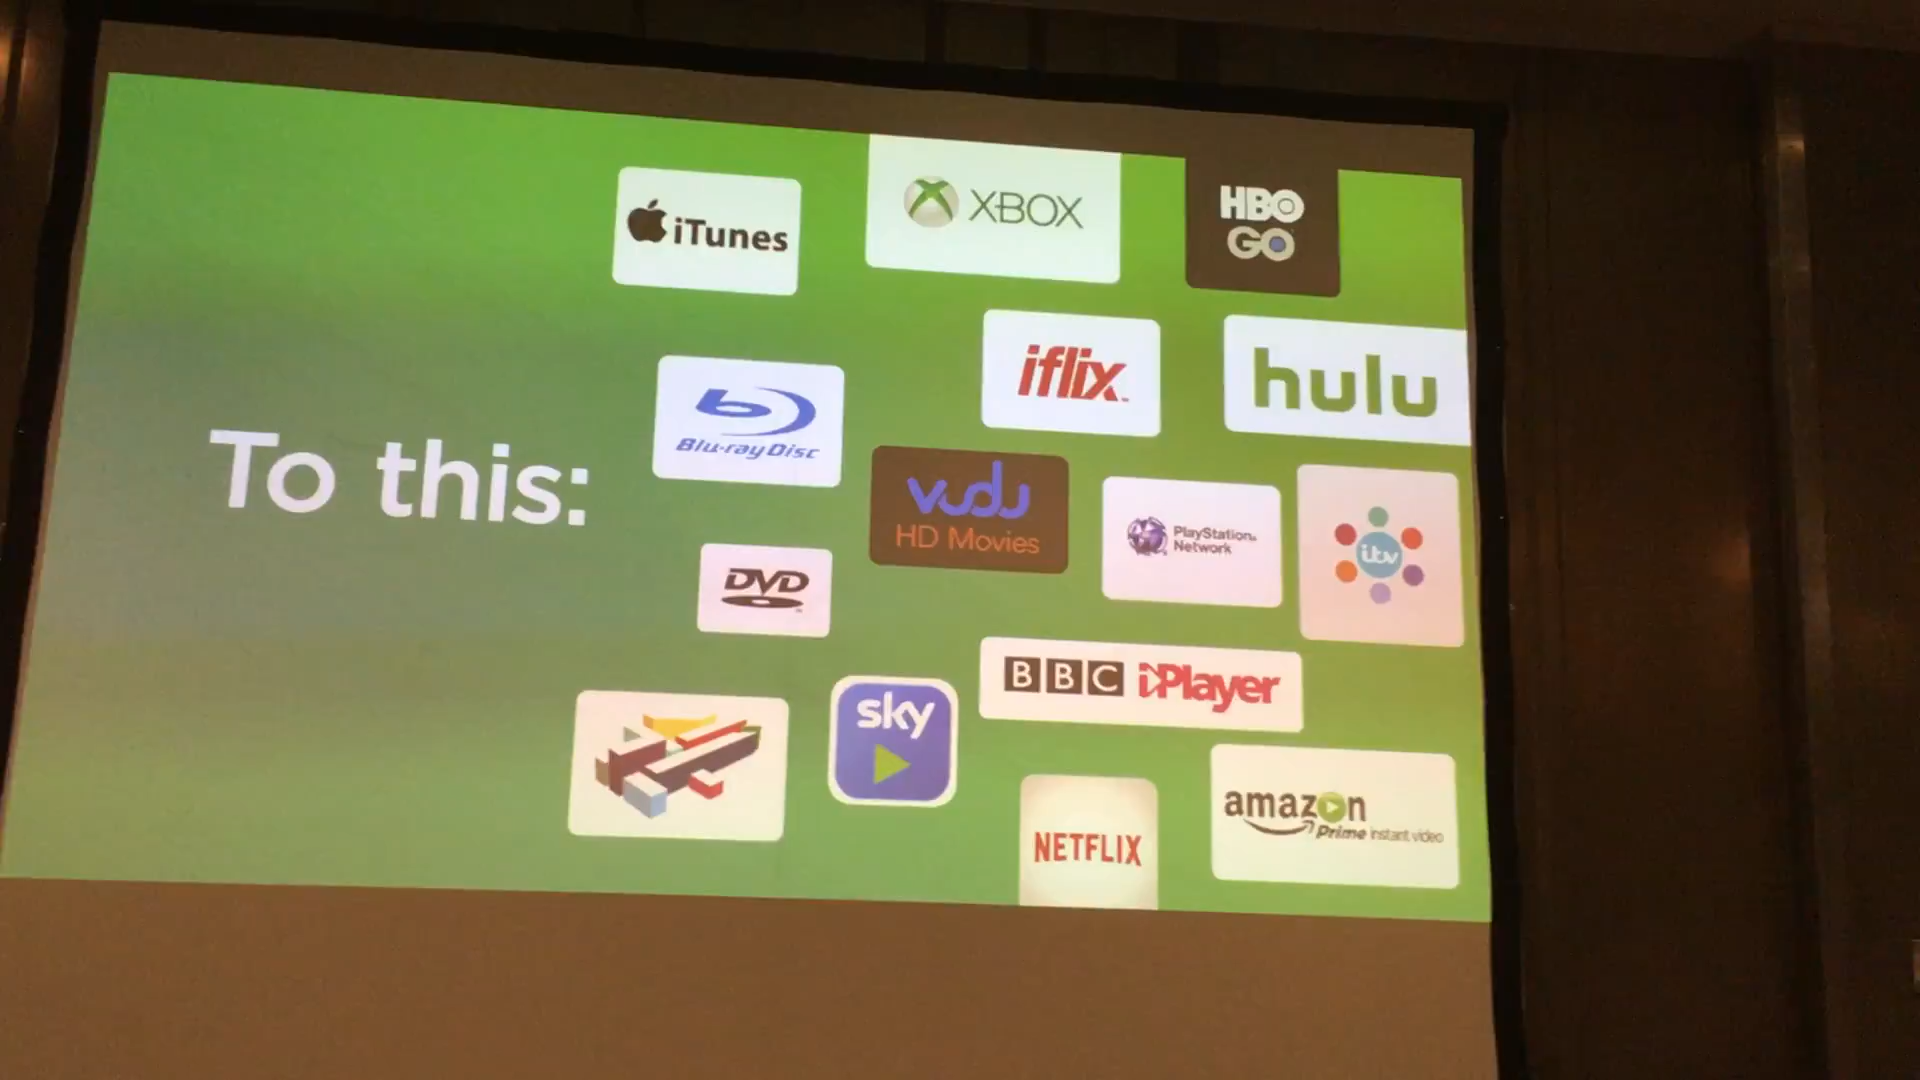 To this:
iTunes
XBOX
HBO
GO
iflix
hulu
Blu-ray Disc
vudu
HD Movies
PlayStation
Network
itv
DVD
BBC iPlayer
sky
NETFLIX
amazon
Prime instant video